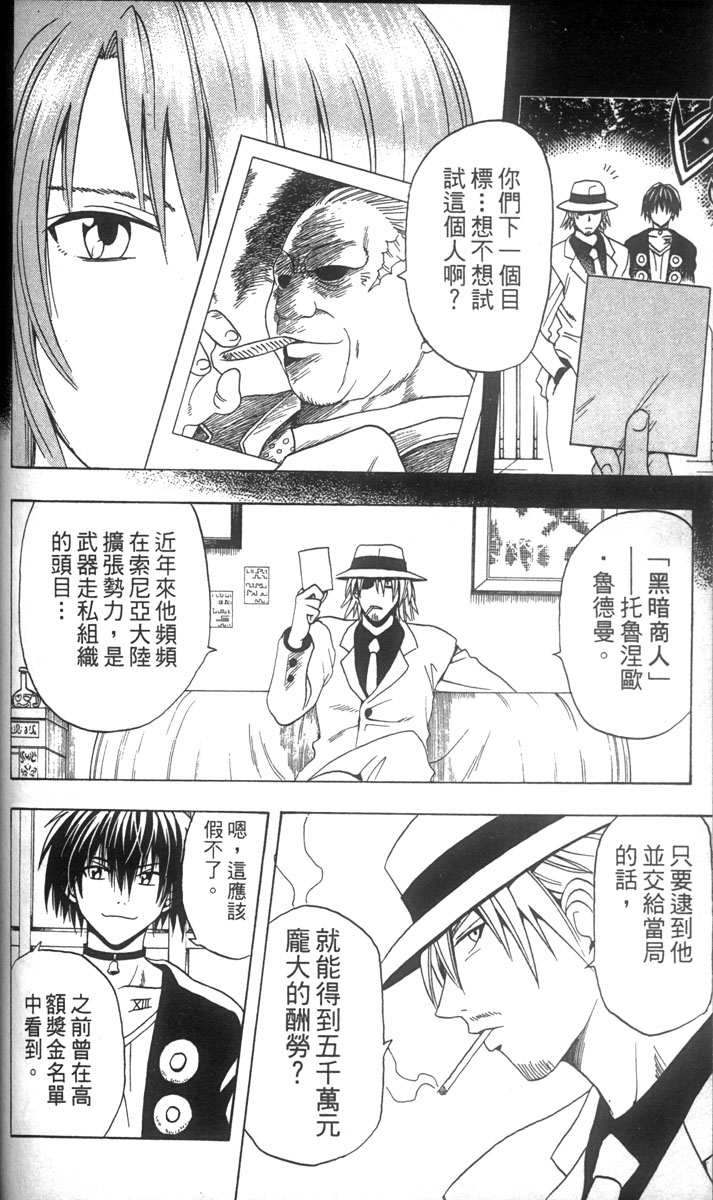 你們下一個目
標…想不想試
試這個人啊？
「黑暗商人」
——托魯涅歐
・魯德曼。
近年來他頻頻
在索尼亞大陸
擴張勢力，是
武器走私組織
的頭目…
只要逮到他
並交給當局
的話，
就能得到五千萬元
龐大的酬勞？
嗯，這應該
假不了。
之前曾在高
額獎金名單
中看到。
XIII